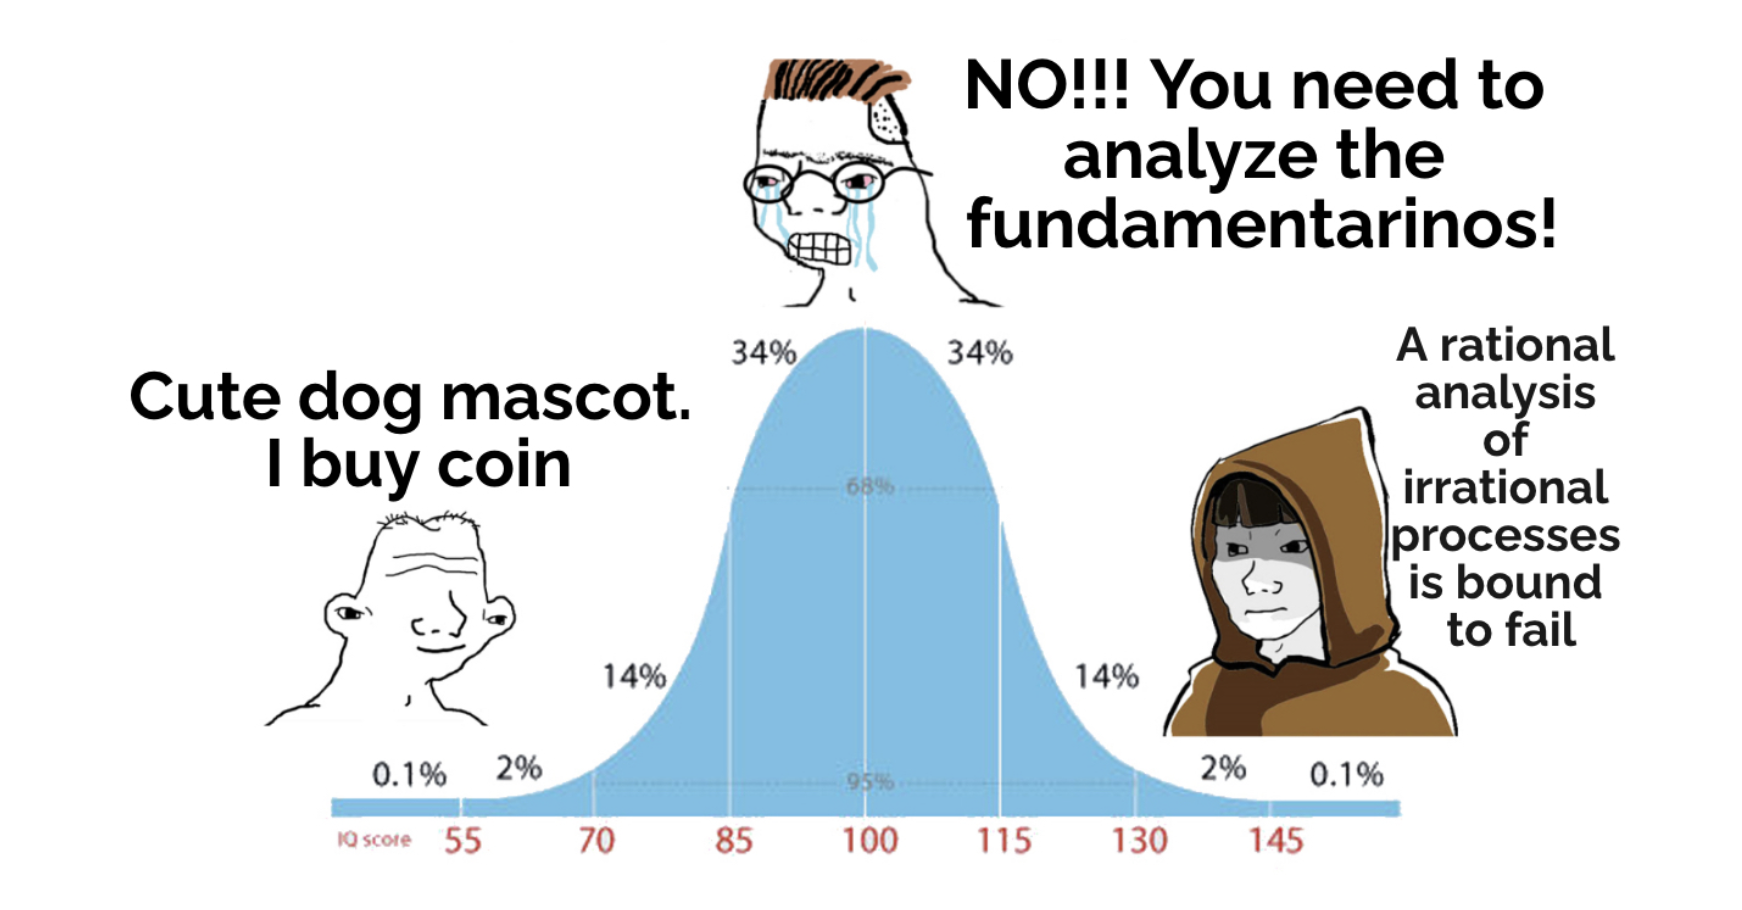 NO!!! You need to
analyze the
fundamentarinos!
Cute dog mascot.
I buy coin
A rational
analysis
of
irrational
processes
is bound
to fail
34%
34%
68%
14%
14%
0.1%
2%
95%
2%
0.1%
IQ score
55
70
85
100
115
130
145